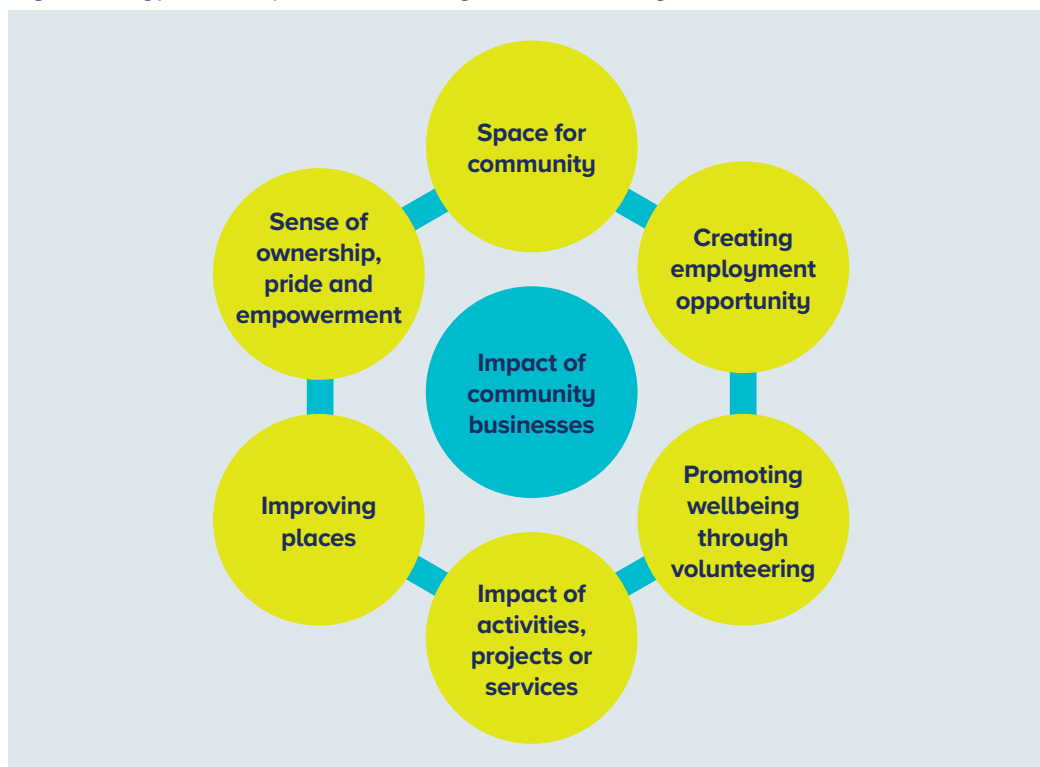 Space for
community
Creating
employment
opportunity
Promoting
wellbeing
through
volunteering
Impact of
activities,
projects or
services
Improving
places
Sense of
ownership,
pride and
empowerment
Impact of
community
businesses